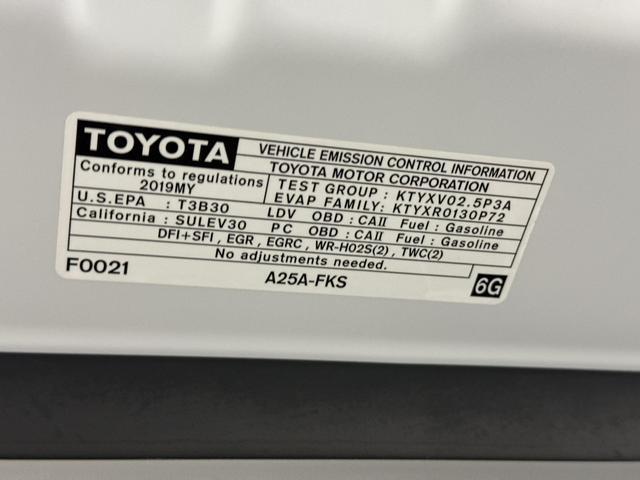 TOYOTA
VEHICLE EMISSION CONTROL INFORMATION
TOYOTA MOTOR CORPORATION
Conforms to regulations
2019MY
TEST GROUP : KTYXV02.5P3A
EVAP FAMILY: KTYXR0130P72
U.S.EPA : T3B30 LDV OBD : CAII Fuel : Gasoline
California : SULEV30 PC OBD : CAII Fuel : Gasoline
DFI+SFI, EGR, EGRC, WR-HO2S(2), TWC(2)
No adjustments needed.
F0021 A25A-FKS 6G